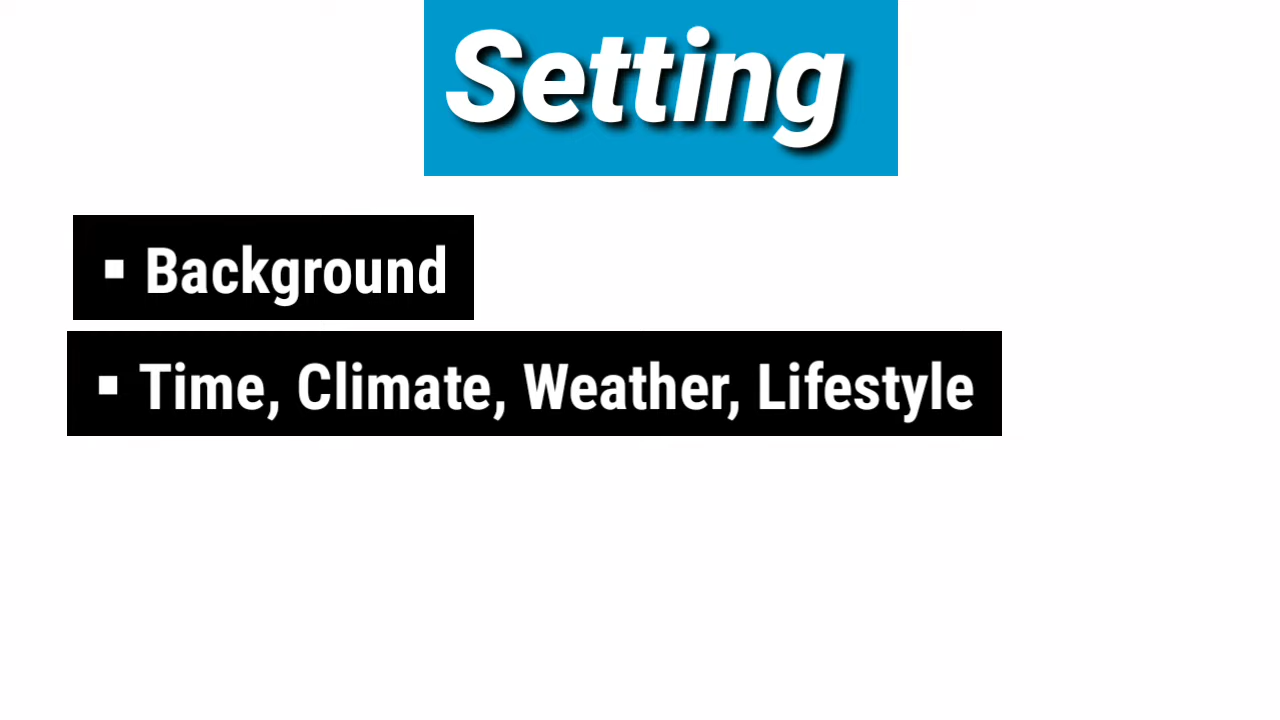 Setting
▪ Background
▪ Time, Climate, Weather, Lifestyle